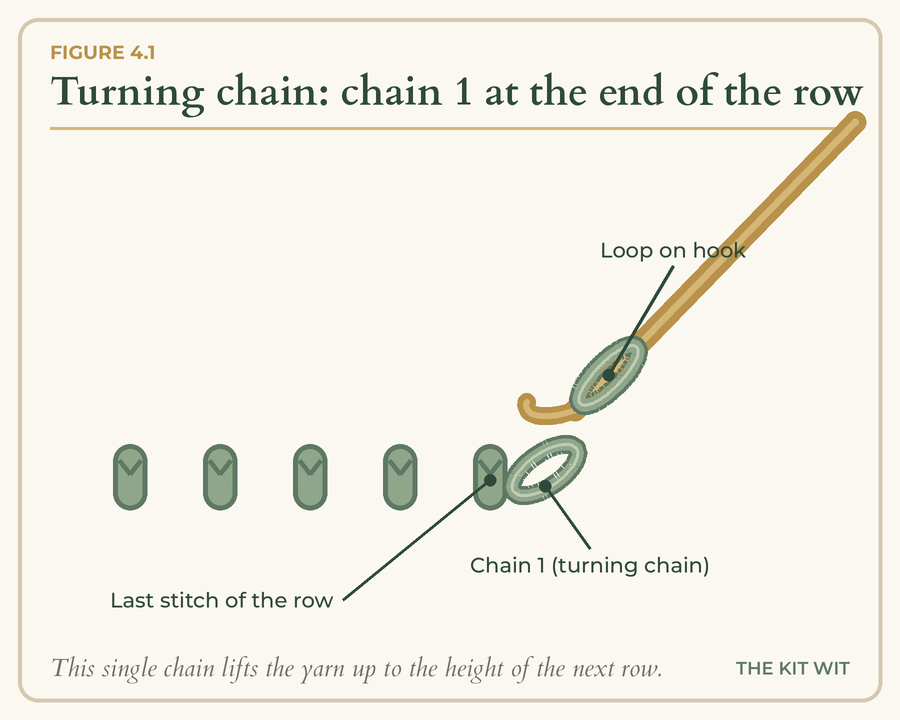 FIGURE 4.1
Turning chain: chain 1 at the end of the row
Loop on hook
Chain 1 (turning chain)
Last stitch of the row
This single chain lifts the yarn up to the height of the next row.
THE KIT WIT